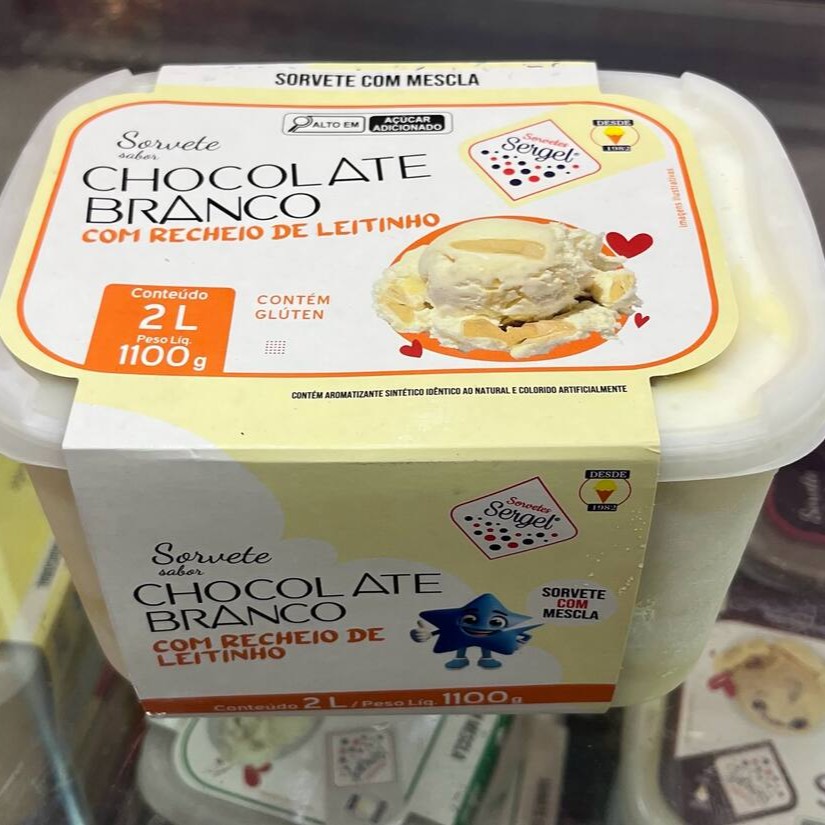 SORVETE COM MESCLA
ALTO EM
AÇÚCAR
ADICIONADO
Sorvetes
Sergel®
DESDE
1982
Sorvete
sabor
CHOCOLATE
BRANCO
COM RECHEIO DE LEITINHO
imagens ilustrativas
Conteúdo
2 L
Peso Líq.
1100g
CONTÉM
GLÚTEN
CONTÉM AROMATIZANTE SINTÉTICO IDÊNTICO AO NATURAL E COLORIDO ARTIFICIALMENTE
Sorvetes
Sergel®
DESDE
1982
Sorvete
sabor
CHOCOLATE
BRANCO
COM RECHEIO DE
LEITINHO
SORVETE
COM
MESCLA
Conteúdo 2 L / Peso Líq. 1100g